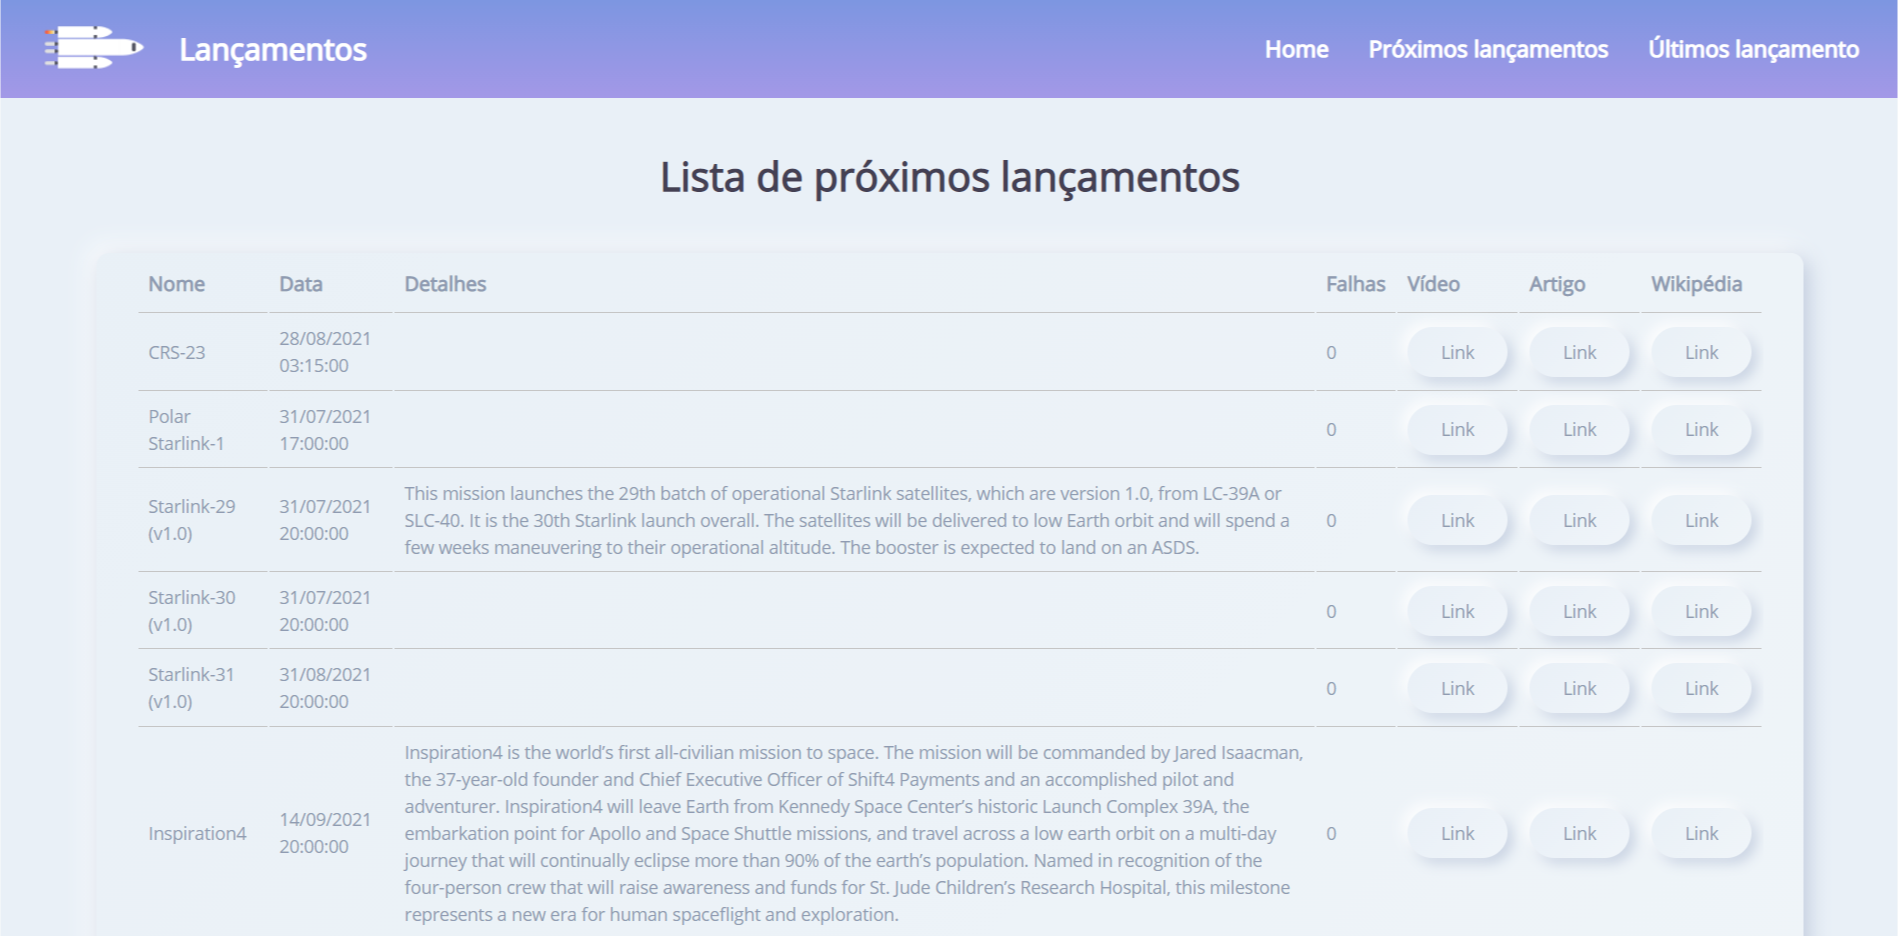 Lançamentos
Home Próximos lançamentos Últimos lançamento
Lista de próximos lançamentos
Nome Data Detalhes Falhas Vídeo Artigo Wikipédia
CRS-23
28/08/2021
03:15:00
0 Link Link Link
Polar
Starlink-1
31/07/2021
17:00:00
0 Link Link Link
Starlink-29
(v1.0)
31/07/2021
20:00:00
This mission launches the 29th batch of operational Starlink satellites, which are version 1.0, from LC-39A or
SLC-40. It is the 30th Starlink launch overall. The satellites will be delivered to low Earth orbit and will spend a
few weeks maneuvering to their operational altitude. The booster is expected to land on an ASDS.
0 Link Link Link
Starlink-30
(v1.0)
31/07/2021
20:00:00
0 Link Link Link
Starlink-31
(v1.0)
31/08/2021
20:00:00
0 Link Link Link
Inspiration4
14/09/2021
20:00:00
Inspiration4 is the world’s first all-civilian mission to space. The mission will be commanded by Jared Isaacman,
the 37-year-old founder and Chief Executive Officer of Shift4 Payments and an accomplished pilot and
adventurer. Inspiration4 will leave Earth from Kennedy Space Center’s historic Launch Complex 39A, the
embarkation point for Apollo and Space Shuttle missions, and travel across a low earth orbit on a multi-day
journey that will continually eclipse more than 90% of the earth’s population. Named in recognition of the
four-person crew that will raise awareness and funds for St. Jude Children’s Research Hospital, this milestone
represents a new era for human spaceflight and exploration.
0 Link Link Link